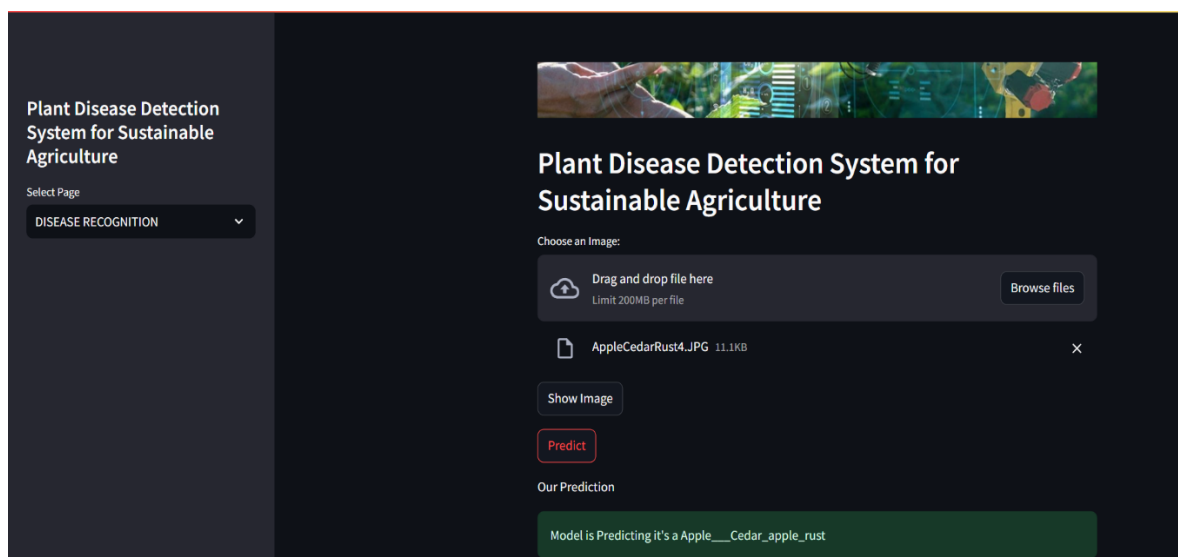 Plant Disease Detection
System for Sustainable
Agriculture
Select Page
DISEASE RECOGNITION
Plant Disease Detection System for
Sustainable Agriculture
Choose an Image:
Drag and drop file here
Limit 200MB per file
Browse files
AppleCedarRust4.JPG 11.1KB
Show Image
Predict
Our Prediction
Model is Predicting it's a Apple___Cedar_apple_rust